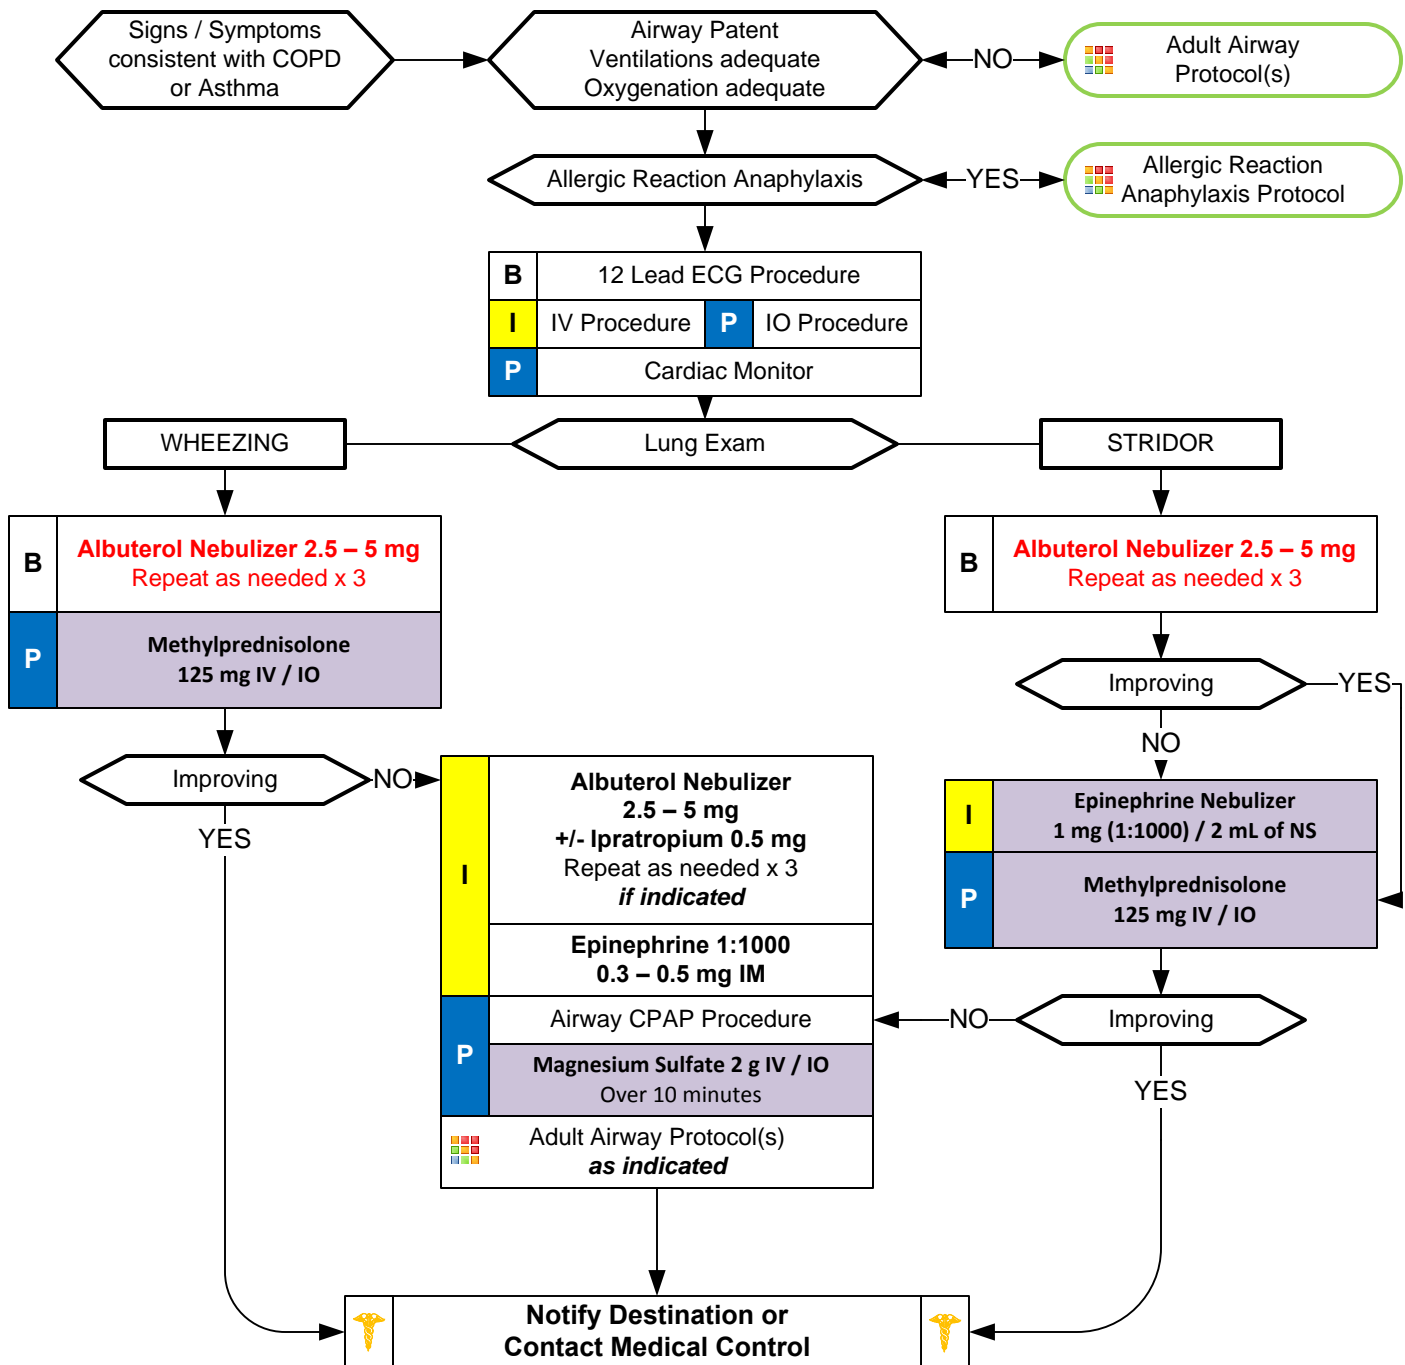 Signs / Symptoms
consistent with COPD
or Asthma
Airway Patent
Ventilations adequate
Oxygenation adequate
NO
Adult Airway
Protocol(s)
Allergic Reaction Anaphylaxis
YES
Allergic Reaction
Anaphylaxis Protocol
B
12 Lead ECG Procedure
I
IV Procedure
P
IO Procedure
P
Cardiac Monitor
WHEEZING
Lung Exam
STRIDOR
B
Albuterol Nebulizer 2.5 – 5 mg
Repeat as needed x 3
P
Methylprednisolone
125 mg IV / IO
Improving
NO
YES
B
Albuterol Nebulizer 2.5 – 5 mg
Repeat as needed x 3
Improving
YES
NO
I
Epinephrine Nebulizer
1 mg (1:1000) / 2 mL of NS
P
Methylprednisolone
125 mg IV / IO
Improving
NO
YES
I
Albuterol Nebulizer
2.5 – 5 mg
+/- Ipratropium 0.5 mg
Repeat as needed x 3
if indicated
Epinephrine 1:1000
0.3 – 0.5 mg IM
P
Airway CPAP Procedure
Magnesium Sulfate 2 g IV / IO
Over 10 minutes
Adult Airway Protocol(s)
as indicated
Notify Destination or
Contact Medical Control